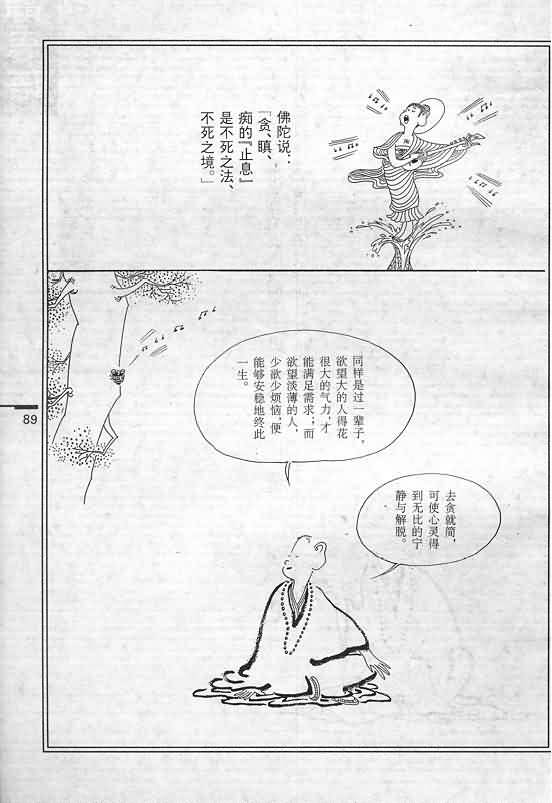 佛陀说：
「贪、瞋、
痴的『止息』
是不死之法、
不死之境。」
同样是过一辈子，
欲望大的人得花
很大的气力，才
能满足需求；而
欲望淡薄的人，
少欲少烦恼，便
能够安稳地终此
一生。
去贪就简，
可使心灵得
到无比的宁
静与解脱。
89